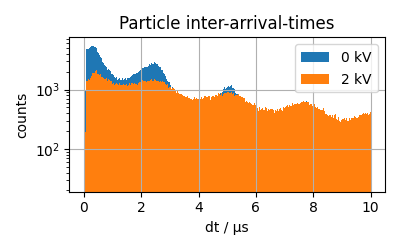 Particle inter-arrival-times
0 kV
2 kV
counts
10³
10²
0 2 4 6 8 10
dt / µs